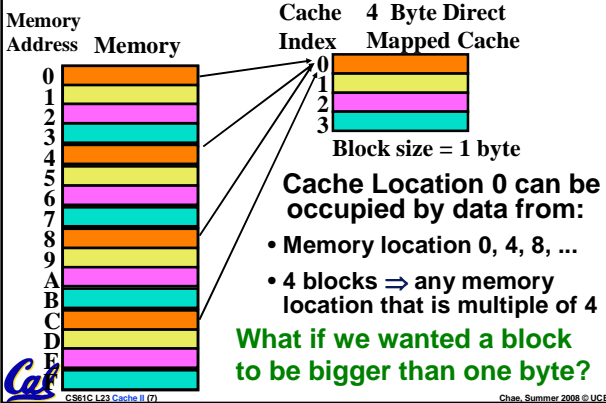 Memory
Address
Memory
0
1
2
3
4
5
6
7
8
9
A
B
C
D
E
F
Cache
Index
4 Byte Direct
Mapped Cache
0
1
2
3
Block size = 1 byte
Cache Location 0 can be
occupied by data from:
• Memory location 0, 4, 8, ...
• 4 blocks ⇒ any memory
location that is multiple of 4
What if we wanted a block
to be bigger than one byte?
Cal
CS61C L23 Cache II (7)
Chae, Summer 2008 © UCB